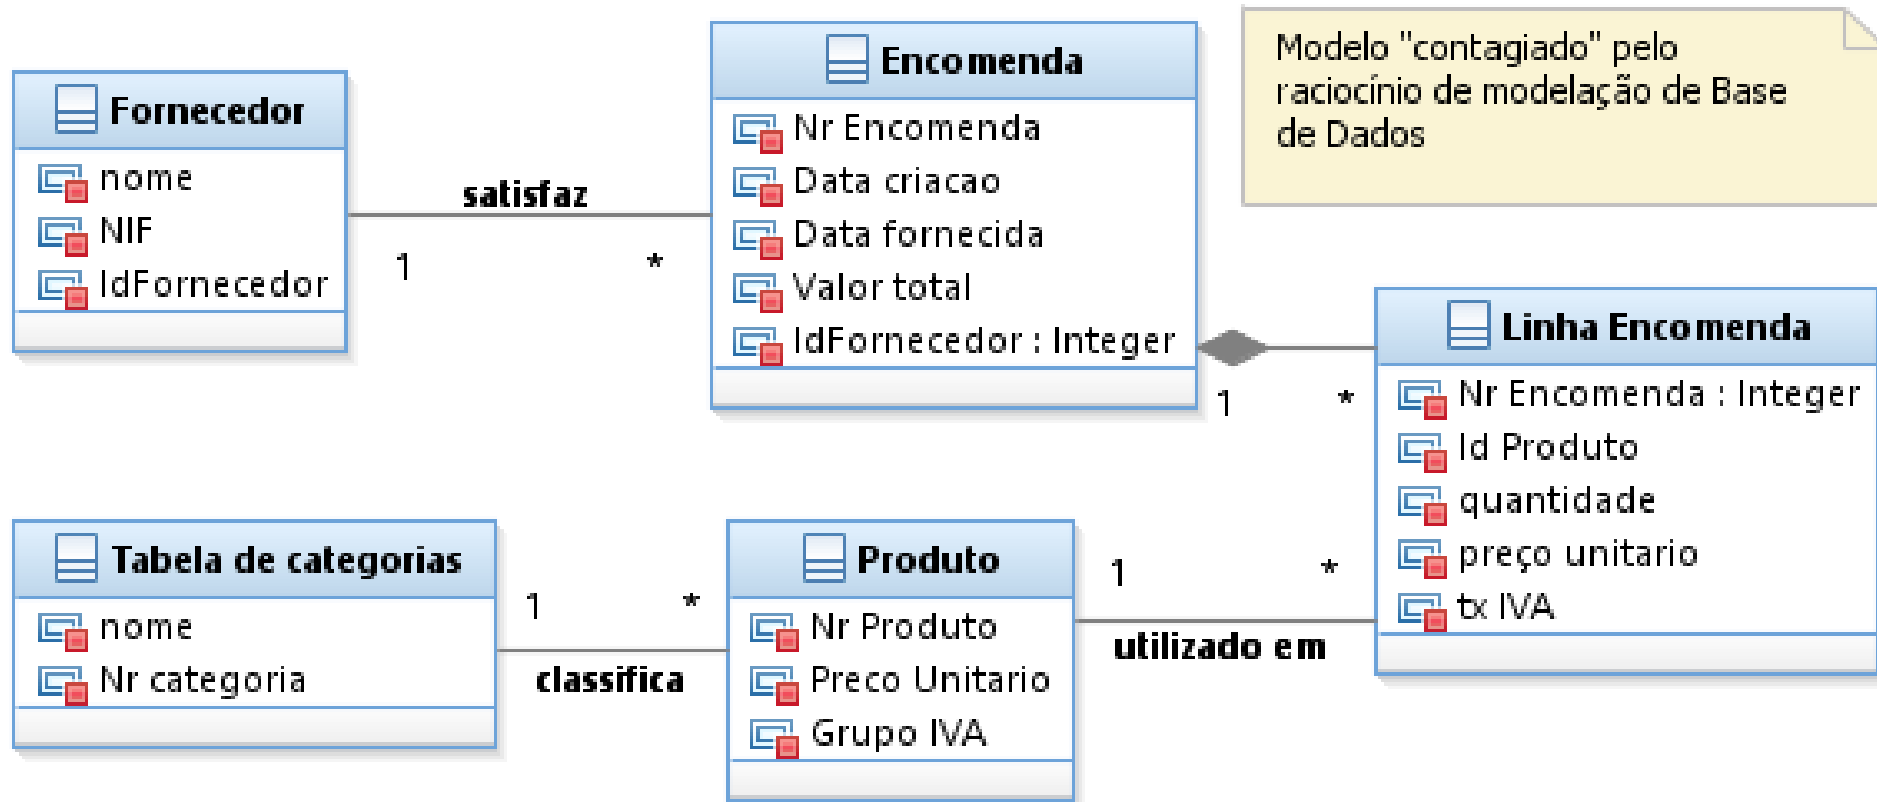 Fornecedor
nome
NIF
IdFornecedor
satisfaz
1
*
Encomenda
Nr Encomenda
Data criacao
Data fornecida
Valor total
IdFornecedor : Integer
Modelo "contagiado" pelo
raciocínio de modelação de Base
de Dados
1
*
Linha Encomenda
Nr Encomenda : Integer
Id Produto
quantidade
preço unitario
tx IVA
Tabela de categorias
nome
Nr categoria
1
*
classifica
Produto
Nr Produto
Preco Unitario
Grupo IVA
1
*
utilizado em